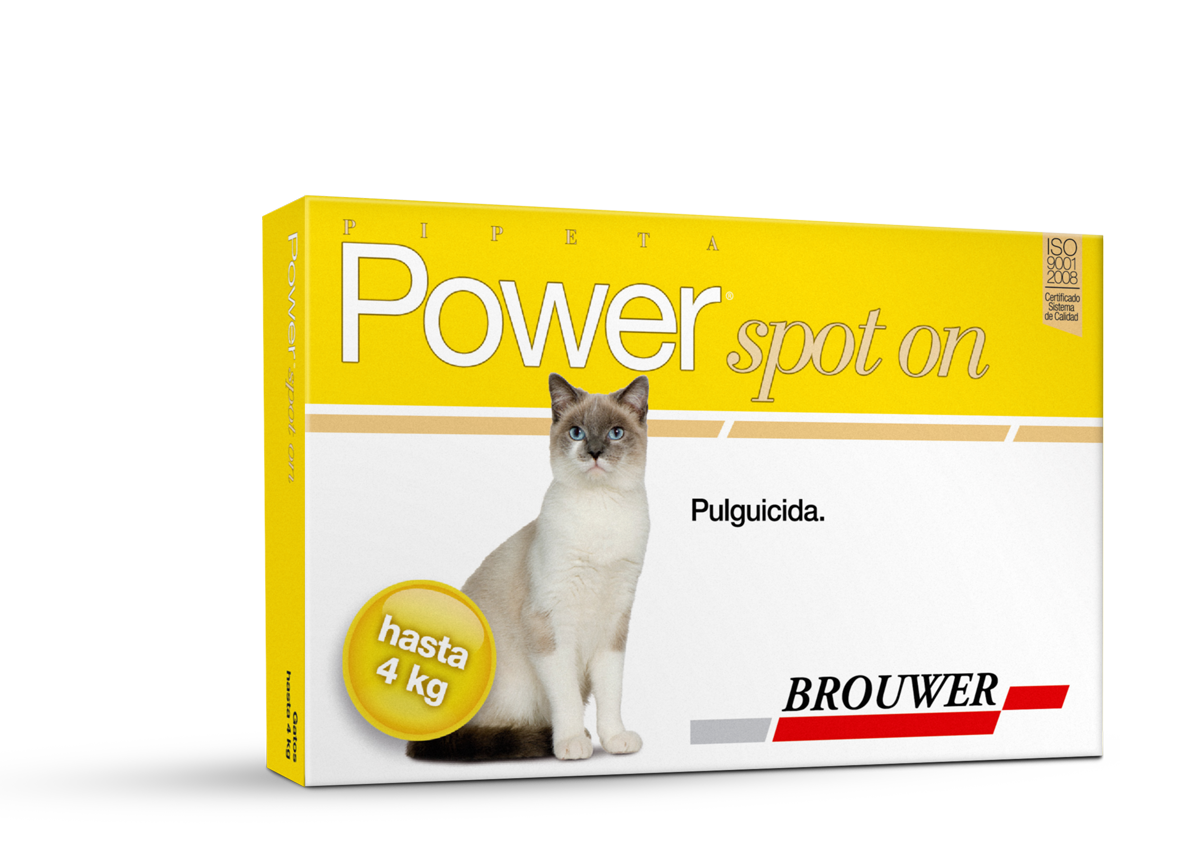 PIPETA
Power® spot on
ISO
9001
2008
Certificado
Sistema
de Calidad
Pulguicida.
hasta
4 kg
BROUWER
Power® spot on
Gatos
hasta 4 kg